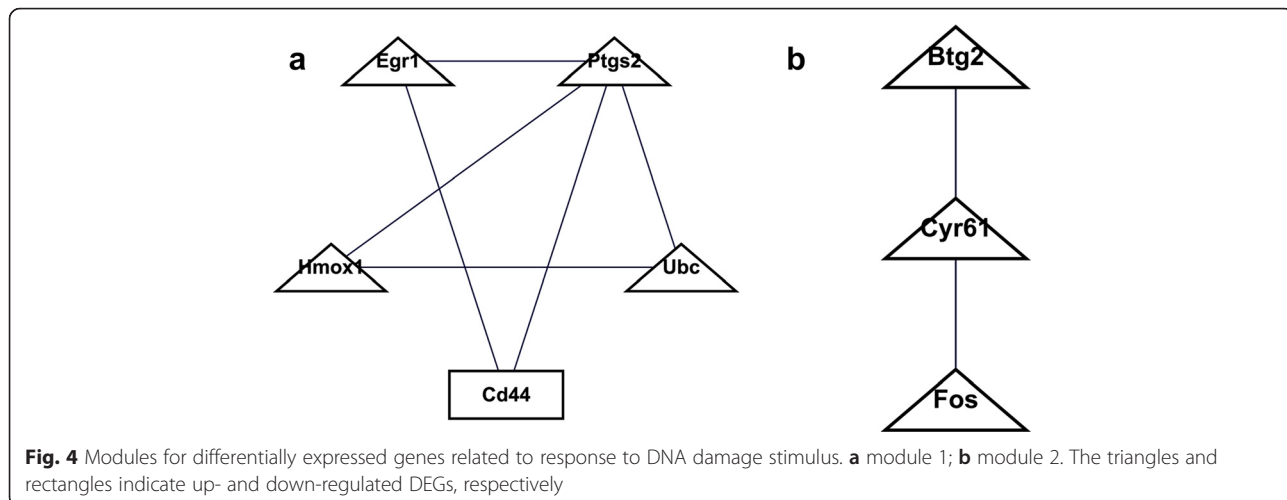 a
Egr1
Ptgs2
Hmox1
Ubc
Cd44
b
Btg2
Cyr61
Fos
Fig. 4 Modules for differentially expressed genes related to response to DNA damage stimulus. a module 1; b module 2. The triangles and
rectangles indicate up- and down-regulated DEGs, respectively